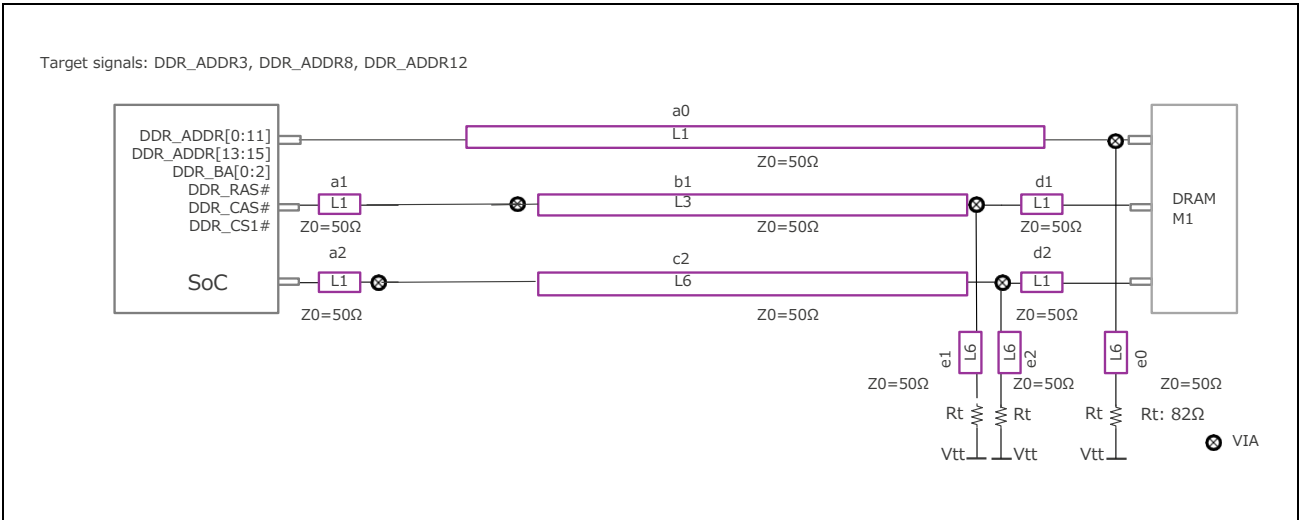 Target signals: DDR_ADDR3, DDR_ADDR8, DDR_ADDR12
a0
DDR_ADDR[0:11]
L1
DDR_ADDR[13:15]
Z0=50Ω
DDR_BA[0:2]
a1
b1
d1
DDR_RAS#
DDR_CAS#
L1
L3
L1
DRAM
M1
DDR_CS1#
Z0=50Ω
Z0=50Ω
Z0=50Ω
a2
c2
d2
SoC
L1
L6
L1
Z0=50Ω
Z0=50Ω
Z0=50Ω
e1
L6
L6
e2
L6
e0
Z0=50Ω
Z0=50Ω
Z0=50Ω
Rt
Rt
Rt
Rt: 82Ω
VIA
Vtt
Vtt
Vtt